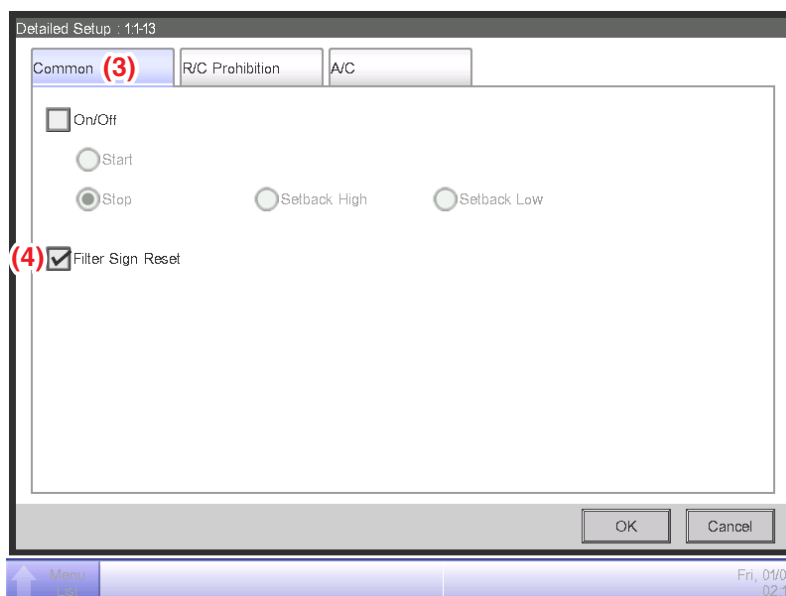 Detailed Setup : 1:1-13
Common (3) R/C Prohibition A/C
On/Off
Start
Stop Setback High Setback Low
(4) Filter Sign Reset
OK Cancel
Menu Fri, 01/0
List 02:1